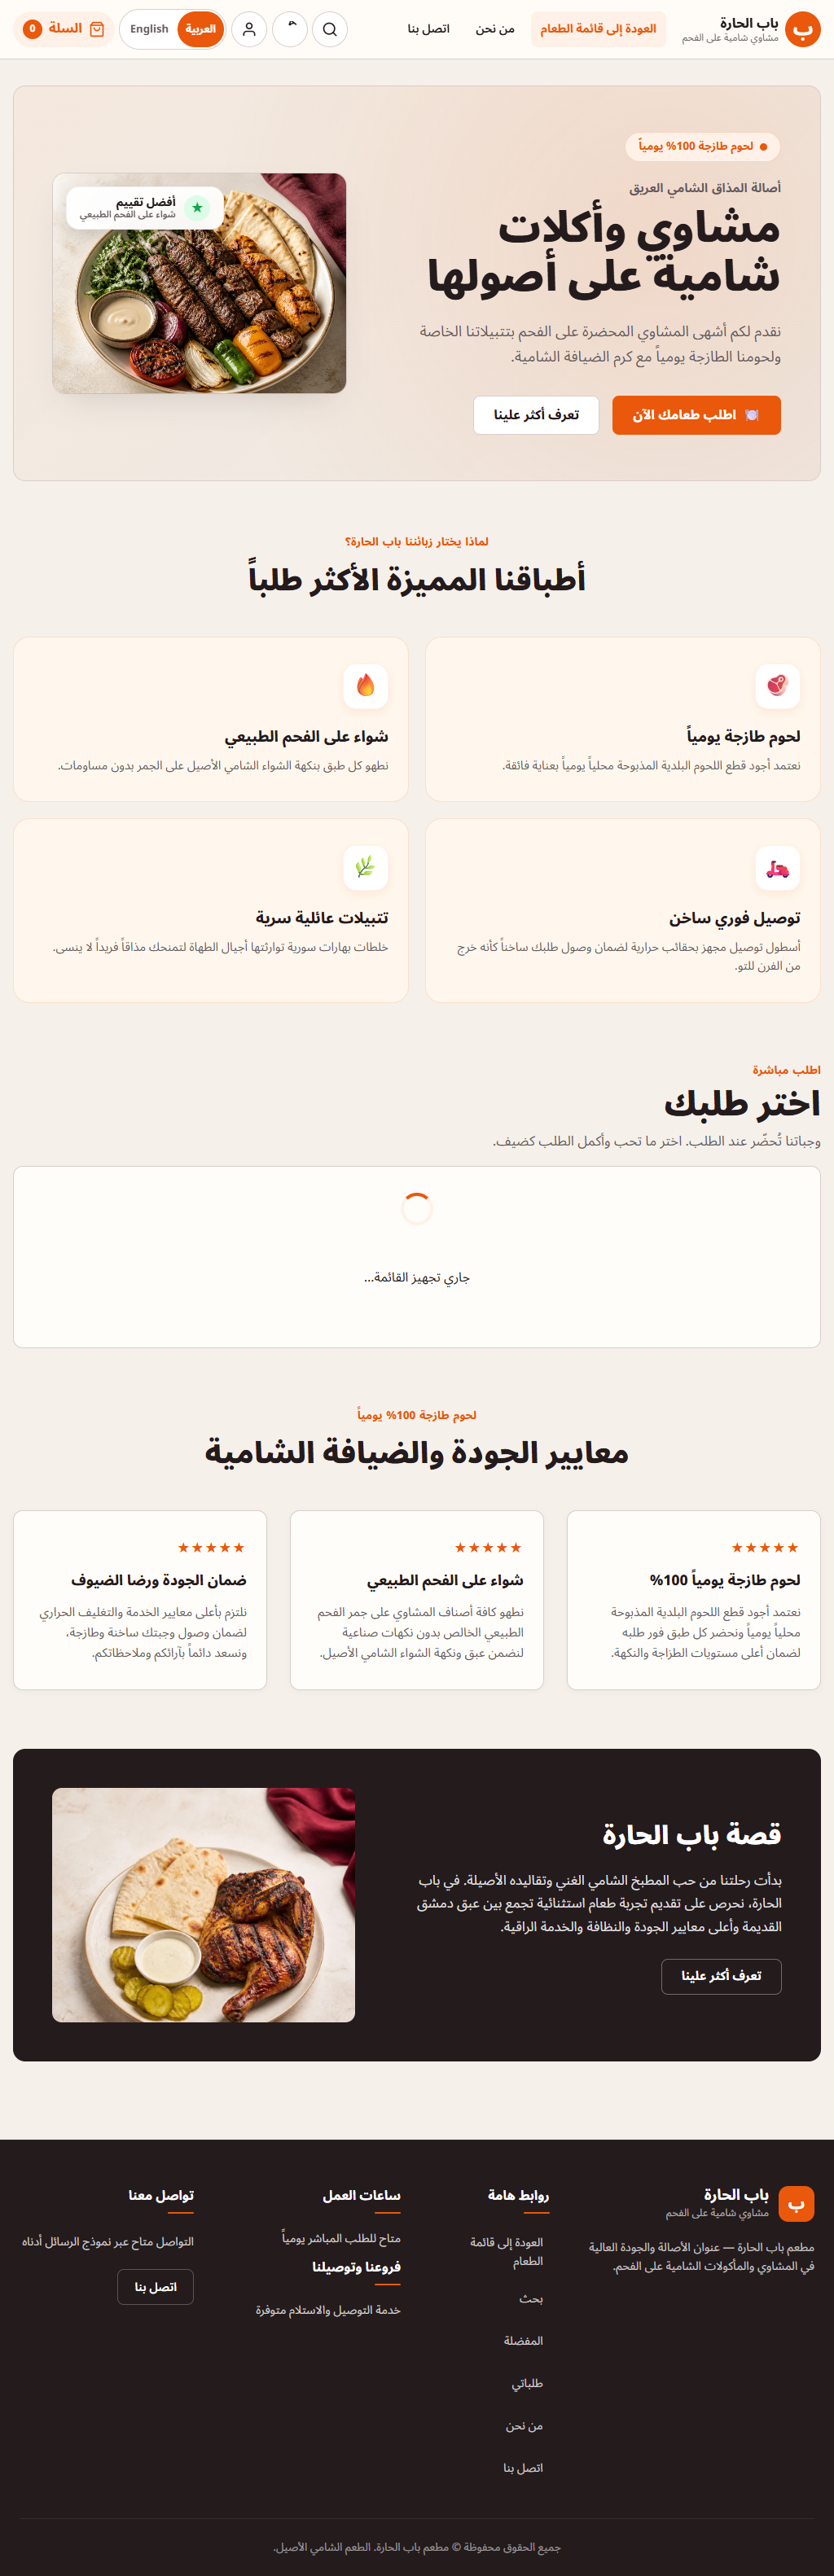 ب
باب الحارة
مشاوي شامية على الفحم
العودة إلى قائمة الطعام
من نحن
اتصل بنا
العربية
English
السلة
0
لحوم طازجة 100% يومياً
أصالة المذاق الشامي العريق
مشاوي وأكلات
شامية على أصولها
نقدم لكم أشهى المشاوي المحضرة على الفحم بتتبيلاتنا الخاصة
ولحومنا الطازجة يومياً مع كرم الضيافة الشامية.
اطلب طعامك الآن
تعرف أكثر علينا
أفضل تقييم
شواء على الفحم الطبيعي
لماذا يختار زبائننا باب الحارة؟
أطباقنا المميزة الأكثر طلباً
لحوم طازجة يومياً
نعتمد أجود قطع اللحوم البلدية المذبوحة محلياً يومياً بعناية فائقة.
شواء على الفحم الطبيعي
نطهو كل طبق بنكهة الشواء الشامي الأصيل على الجمر بدون مساومات.
توصيل فوري ساخن
أسطول توصيل مجهز بحقائب حرارية لضمان وصول طلبك ساخناً كأنه خرج
من الفرن للتو.
تتبيلات عائلية سرية
خلطات بهارات سورية توارثتها أجيال الطهاة لتمنحك مذاقاً فريداً لا ينسى.
اطلب مباشرة
اختر طلبك
وجباتنا تُحضّر عند الطلب. اختر ما تحب وأكمل الطلب كضيف.
جاري تجهيز القائمة...
لحوم طازجة 100% يومياً
معايير الجودة والضيافة الشامية
★★★★★
لحوم طازجة يومياً 100%
نعتمد أجود قطع اللحوم البلدية المذبوحة
محلياً يومياً ونحضر كل طبق فور طلبه
لضمان أعلى مستويات الطزاجة والنكهة.
★★★★★
شواء على الفحم الطبيعي
نطهو كافة أصناف المشاوي على جمر الفحم
الطبيعي الخالص بدون نكهات صناعية
لنضمن عبق ونكهة الشواء الشامي الأصيل.
★★★★★
ضمان الجودة ورضا الضيوف
نلتزم بأعلى معايير الخدمة والتغليف الحراري
لضمان وصول وجبتك ساخنة وطازجة،
ونسعد دائماً بآرائكم وملاحظاتكم.
قصة باب الحارة
بدأت رحلتنا من حب المطبخ الشامي الغني وتقاليده الأصيلة. في باب
الحارة، نحرص على تقديم تجربة طعام استثنائية تجمع بين عبق دمشق
القديمة وأعلى معايير الجودة والنظافة والخدمة الراقية.
تعرف أكثر علينا
ب
باب الحارة
مشاوي شامية على الفحم
مطعم باب الحارة — عنوان الأصالة والجودة العالية
في المشاوي والمأكولات الشامية على الفحم.
روابط هامة
العودة إلى قائمة
الطعام
بحث
المفضلة
طلباتي
من نحن
اتصل بنا
ساعات العمل
متاح للطلب المباشر يومياً
فروعنا وتوصيلنا
خدمة التوصيل والاستلام متوفرة
تواصل معنا
التواصل متاح عبر نموذج الرسائل أدناه
اتصل بنا
جميع الحقوق محفوظة © مطعم باب الحارة. الطعم الشامي الأصيل.